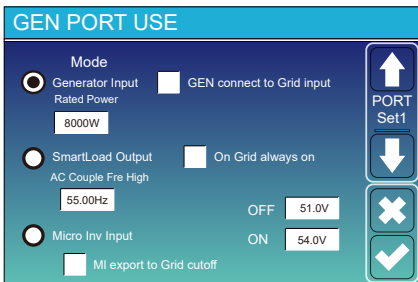 GEN PORT USE
Mode
Generator Input GEN connect to Grid input
Rated Power
8000W
PORT
Set1
SmartLoad Output On Grid always on
AC Couple Fre High
55.00Hz
OFF 51.0V
Micro Inv Input ON 54.0V
MI export to Grid cutoff